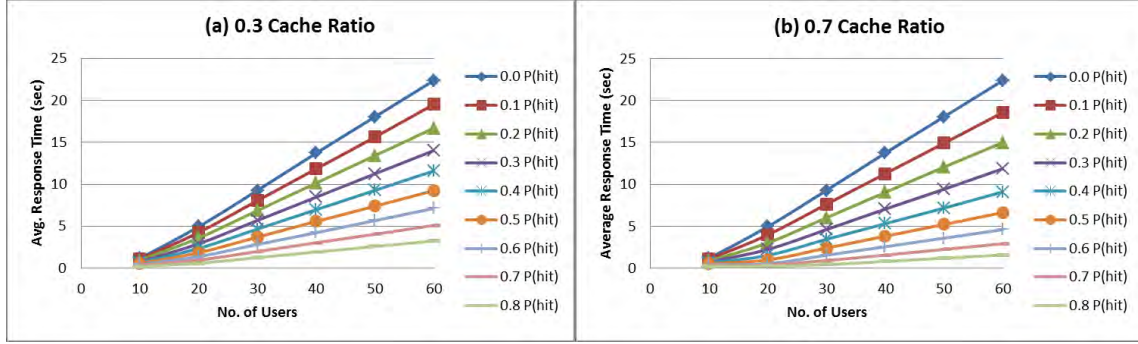 (a) 0.3 Cache Ratio
Avg. Response Time (sec)
25
20
15
10
5
0
0 10 20 30 40 50 60
No. of Users
0.0 P(hit)
0.1 P(hit)
0.2 P(hit)
0.3 P(hit)
0.4 P(hit)
0.5 P(hit)
0.6 P(hit)
0.7 P(hit)
0.8 P(hit)
(b) 0.7 Cache Ratio
Average Response Time (sec)
25
20
15
10
5
0
0 10 20 30 40 50 60
No. of Users
0.0 P(hit)
0.1 P(hit)
0.2 P(hit)
0.3 P(hit)
0.4 P(hit)
0.5 P(hit)
0.6 P(hit)
0.7 P(hit)
0.8 P(hit)